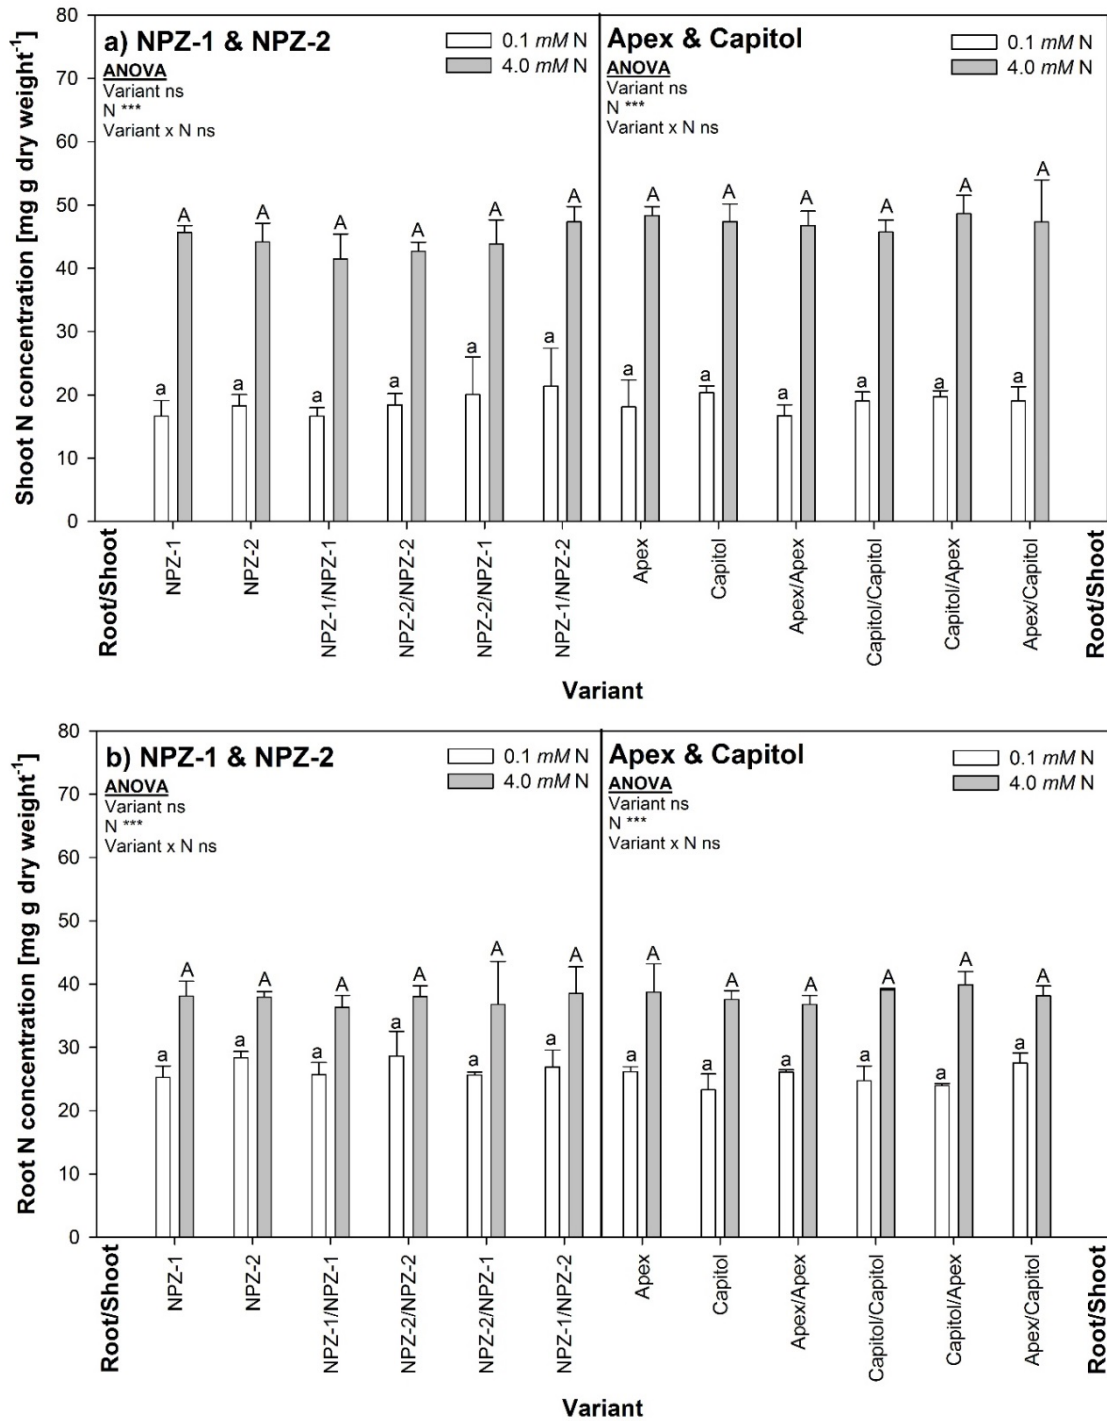 a) NPZ-1 & NPZ-2
ANOVA
Variant ns
N ***
Variant x N ns
0.1 mM N
4.0 mM N
Apex & Capitol
ANOVA
Variant ns
N ***
Variant x N ns
0.1 mM N
4.0 mM N
Shoot N concentration [mg g dry weight-1]
80
70
60
50
40
30
20
10
0
A A A A A A A A A A A A
a a a a a a a a a a a a
Root/Shoot
NPZ-1
NPZ-2
NPZ-1/NPZ-1
NPZ-2/NPZ-2
NPZ-2/NPZ-1
NPZ-1/NPZ-2
Apex
Capitol
Apex/Apex
Capitol/Capitol
Capitol/Apex
Apex/Capitol
Root/Shoot
Variant
b) NPZ-1 & NPZ-2
ANOVA
Variant ns
N ***
Variant x N ns
0.1 mM N
4.0 mM N
Apex & Capitol
ANOVA
Variant ns
N ***
Variant x N ns
0.1 mM N
4.0 mM N
Root N concentration [mg g dry weight-1]
80
70
60
50
40
30
20
10
0
A A A A A A A A A A A A
a a a a a a a a a a a a
Root/Shoot
NPZ-1
NPZ-2
NPZ-1/NPZ-1
NPZ-2/NPZ-2
NPZ-2/NPZ-1
NPZ-1/NPZ-2
Apex
Capitol
Apex/Apex
Capitol/Capitol
Capitol/Apex
Apex/Capitol
Root/Shoot
Variant